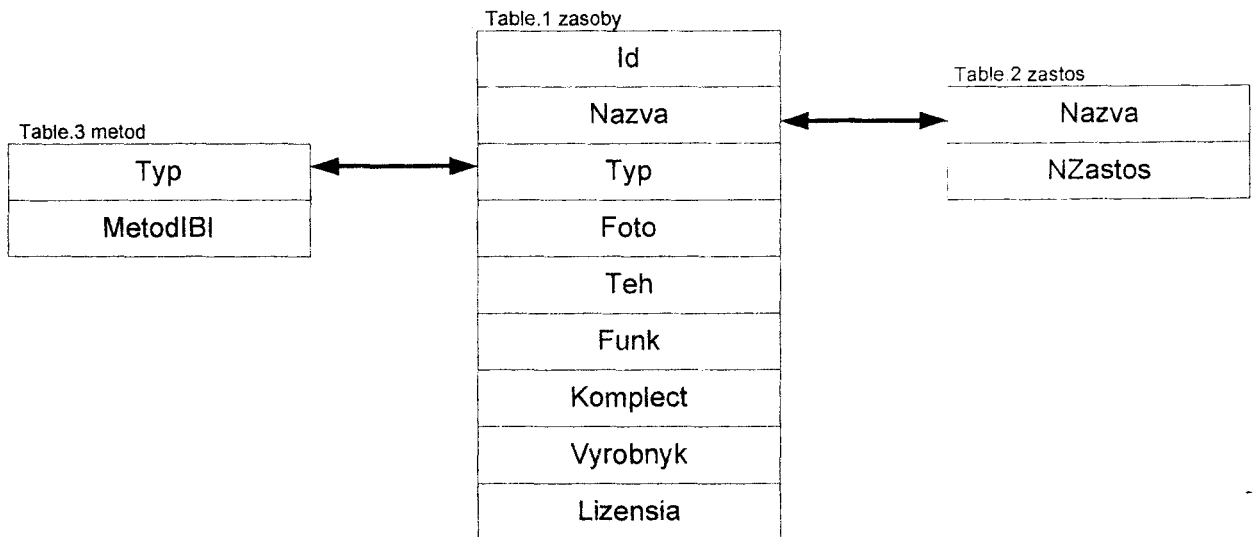 Table.1 zasoby
Id
Nazva
Typ
Foto
Teh
Funk
Komplect
Vyrobnyk
Lizensia
Table.2 zastos
Nazva
NZastos
Table.3 metod
Typ
MetodIBI